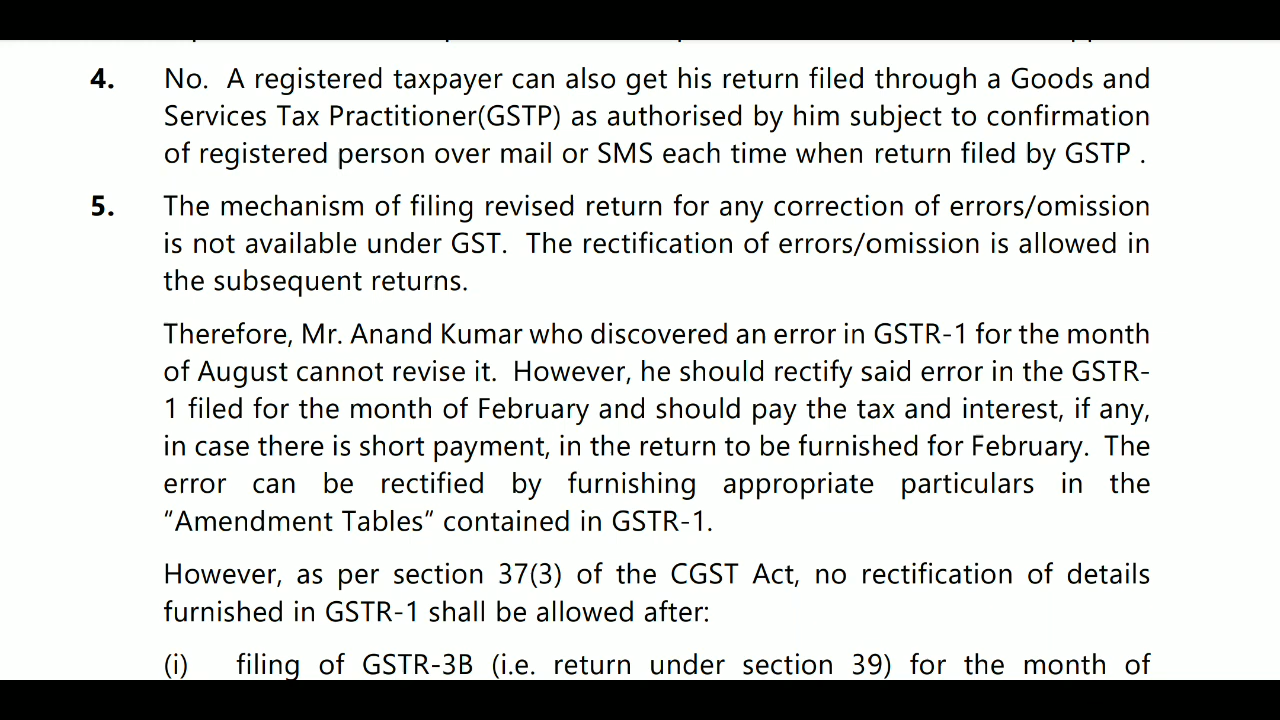 4. No. A registered taxpayer can also get his return filed through a Goods and
Services Tax Practitioner(GSTP) as authorised by him subject to confirmation
of registered person over mail or SMS each time when return filed by GSTP .
5. The mechanism of filing revised return for any correction of errors/omission
is not available under GST. The rectification of errors/omission is allowed in
the subsequent returns.
Therefore, Mr. Anand Kumar who discovered an error in GSTR-1 for the month
of August cannot revise it. However, he should rectify said error in the GSTR-
1 filed for the month of February and should pay the tax and interest, if any,
in case there is short payment, in the return to be furnished for February. The
error can be rectified by furnishing appropriate particulars in the
“Amendment Tables“ contained in GSTR-1.
However, as per section 37(3) of the CGST Act, no rectification of details
furnished in GSTR-1 shall be allowed after:
(i) filing of GSTR-3B (i.e. return under section 39) for the month of